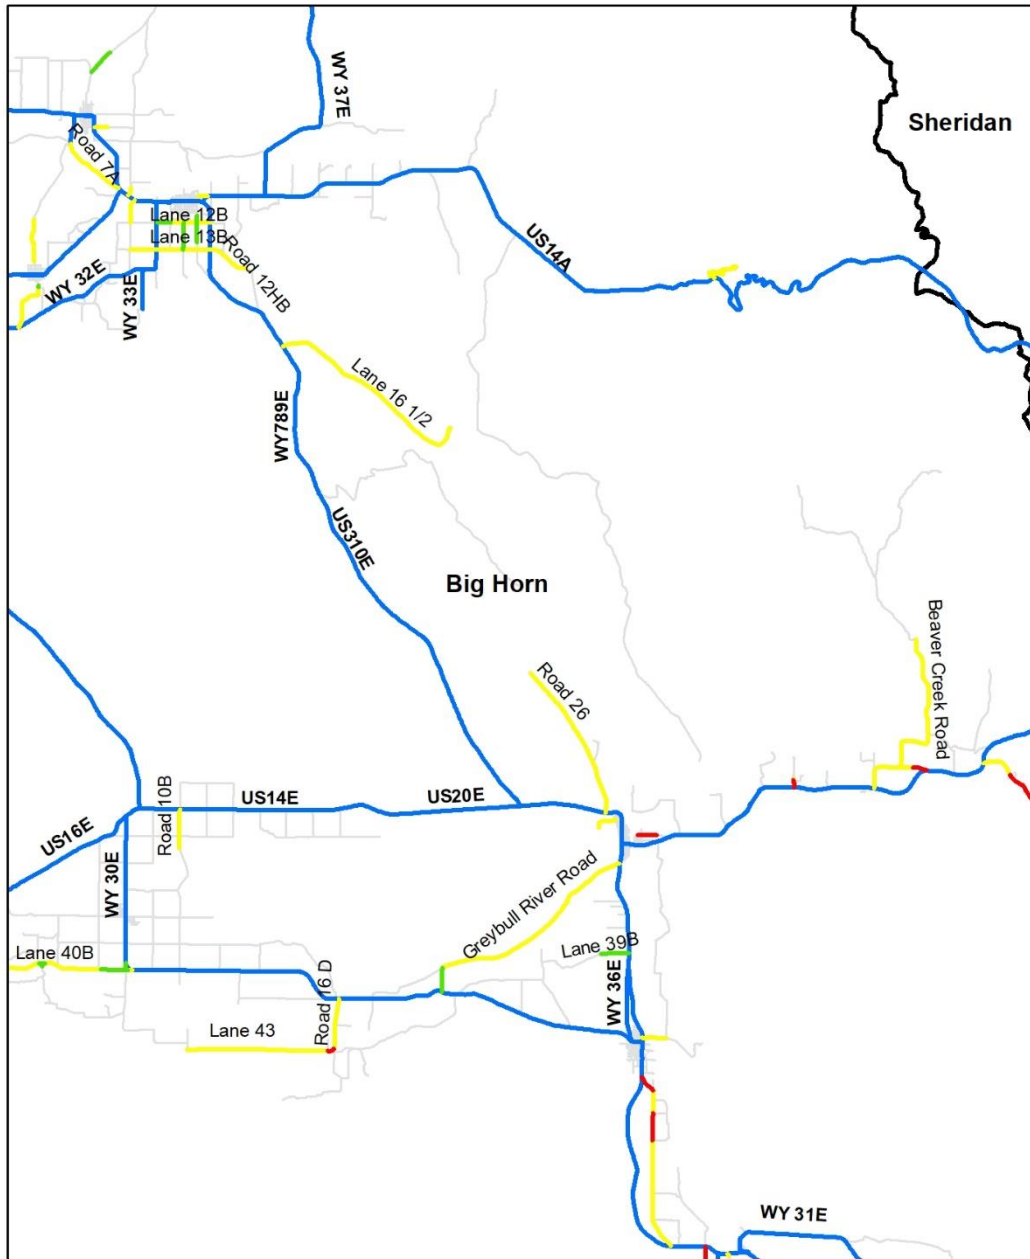 WY 37E
Sheridan
Road 7A
Lane 12B
Lane 13B
Road 12HB
US14A
WY 32E
WY 33E
Lane 16 1/2
WY789E
US310E
Big Horn
Beaver Creek Road
Road 26
Road 10B
US14E
US20E
US16E
WY 30E
Greybull River Road
Lane 39B
Lane 40B
WY 36E
Road 16 D
Lane 43
WY 31E